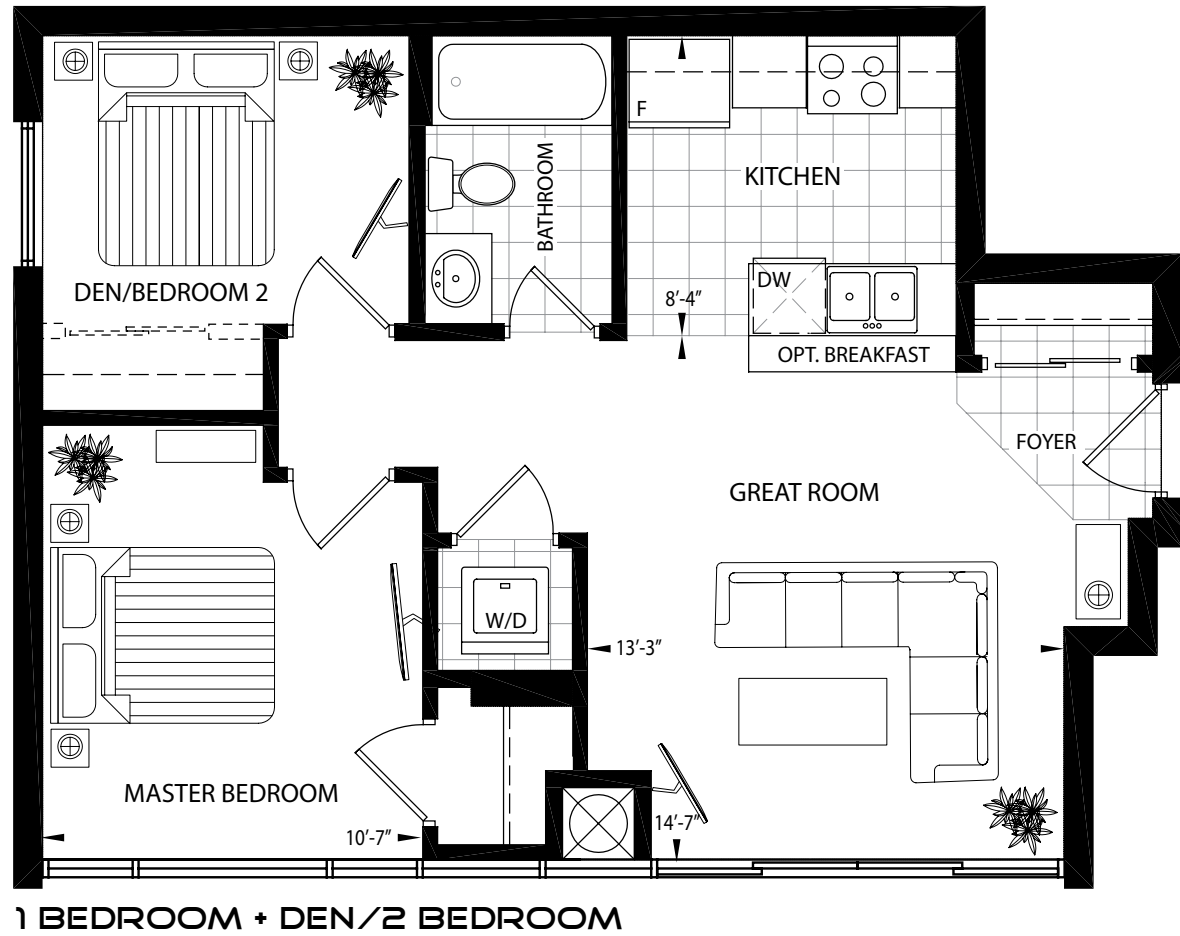 F
KITCHEN
BATHROOM
DW
DEN/BEDROOM 2
8'-4"
OPT. BREAKFAST
FOYER
GREAT ROOM
W/D
13'-3"
MASTER BEDROOM
10'-7"
14'-7"
1 BEDROOM + DEN/2 BEDROOM